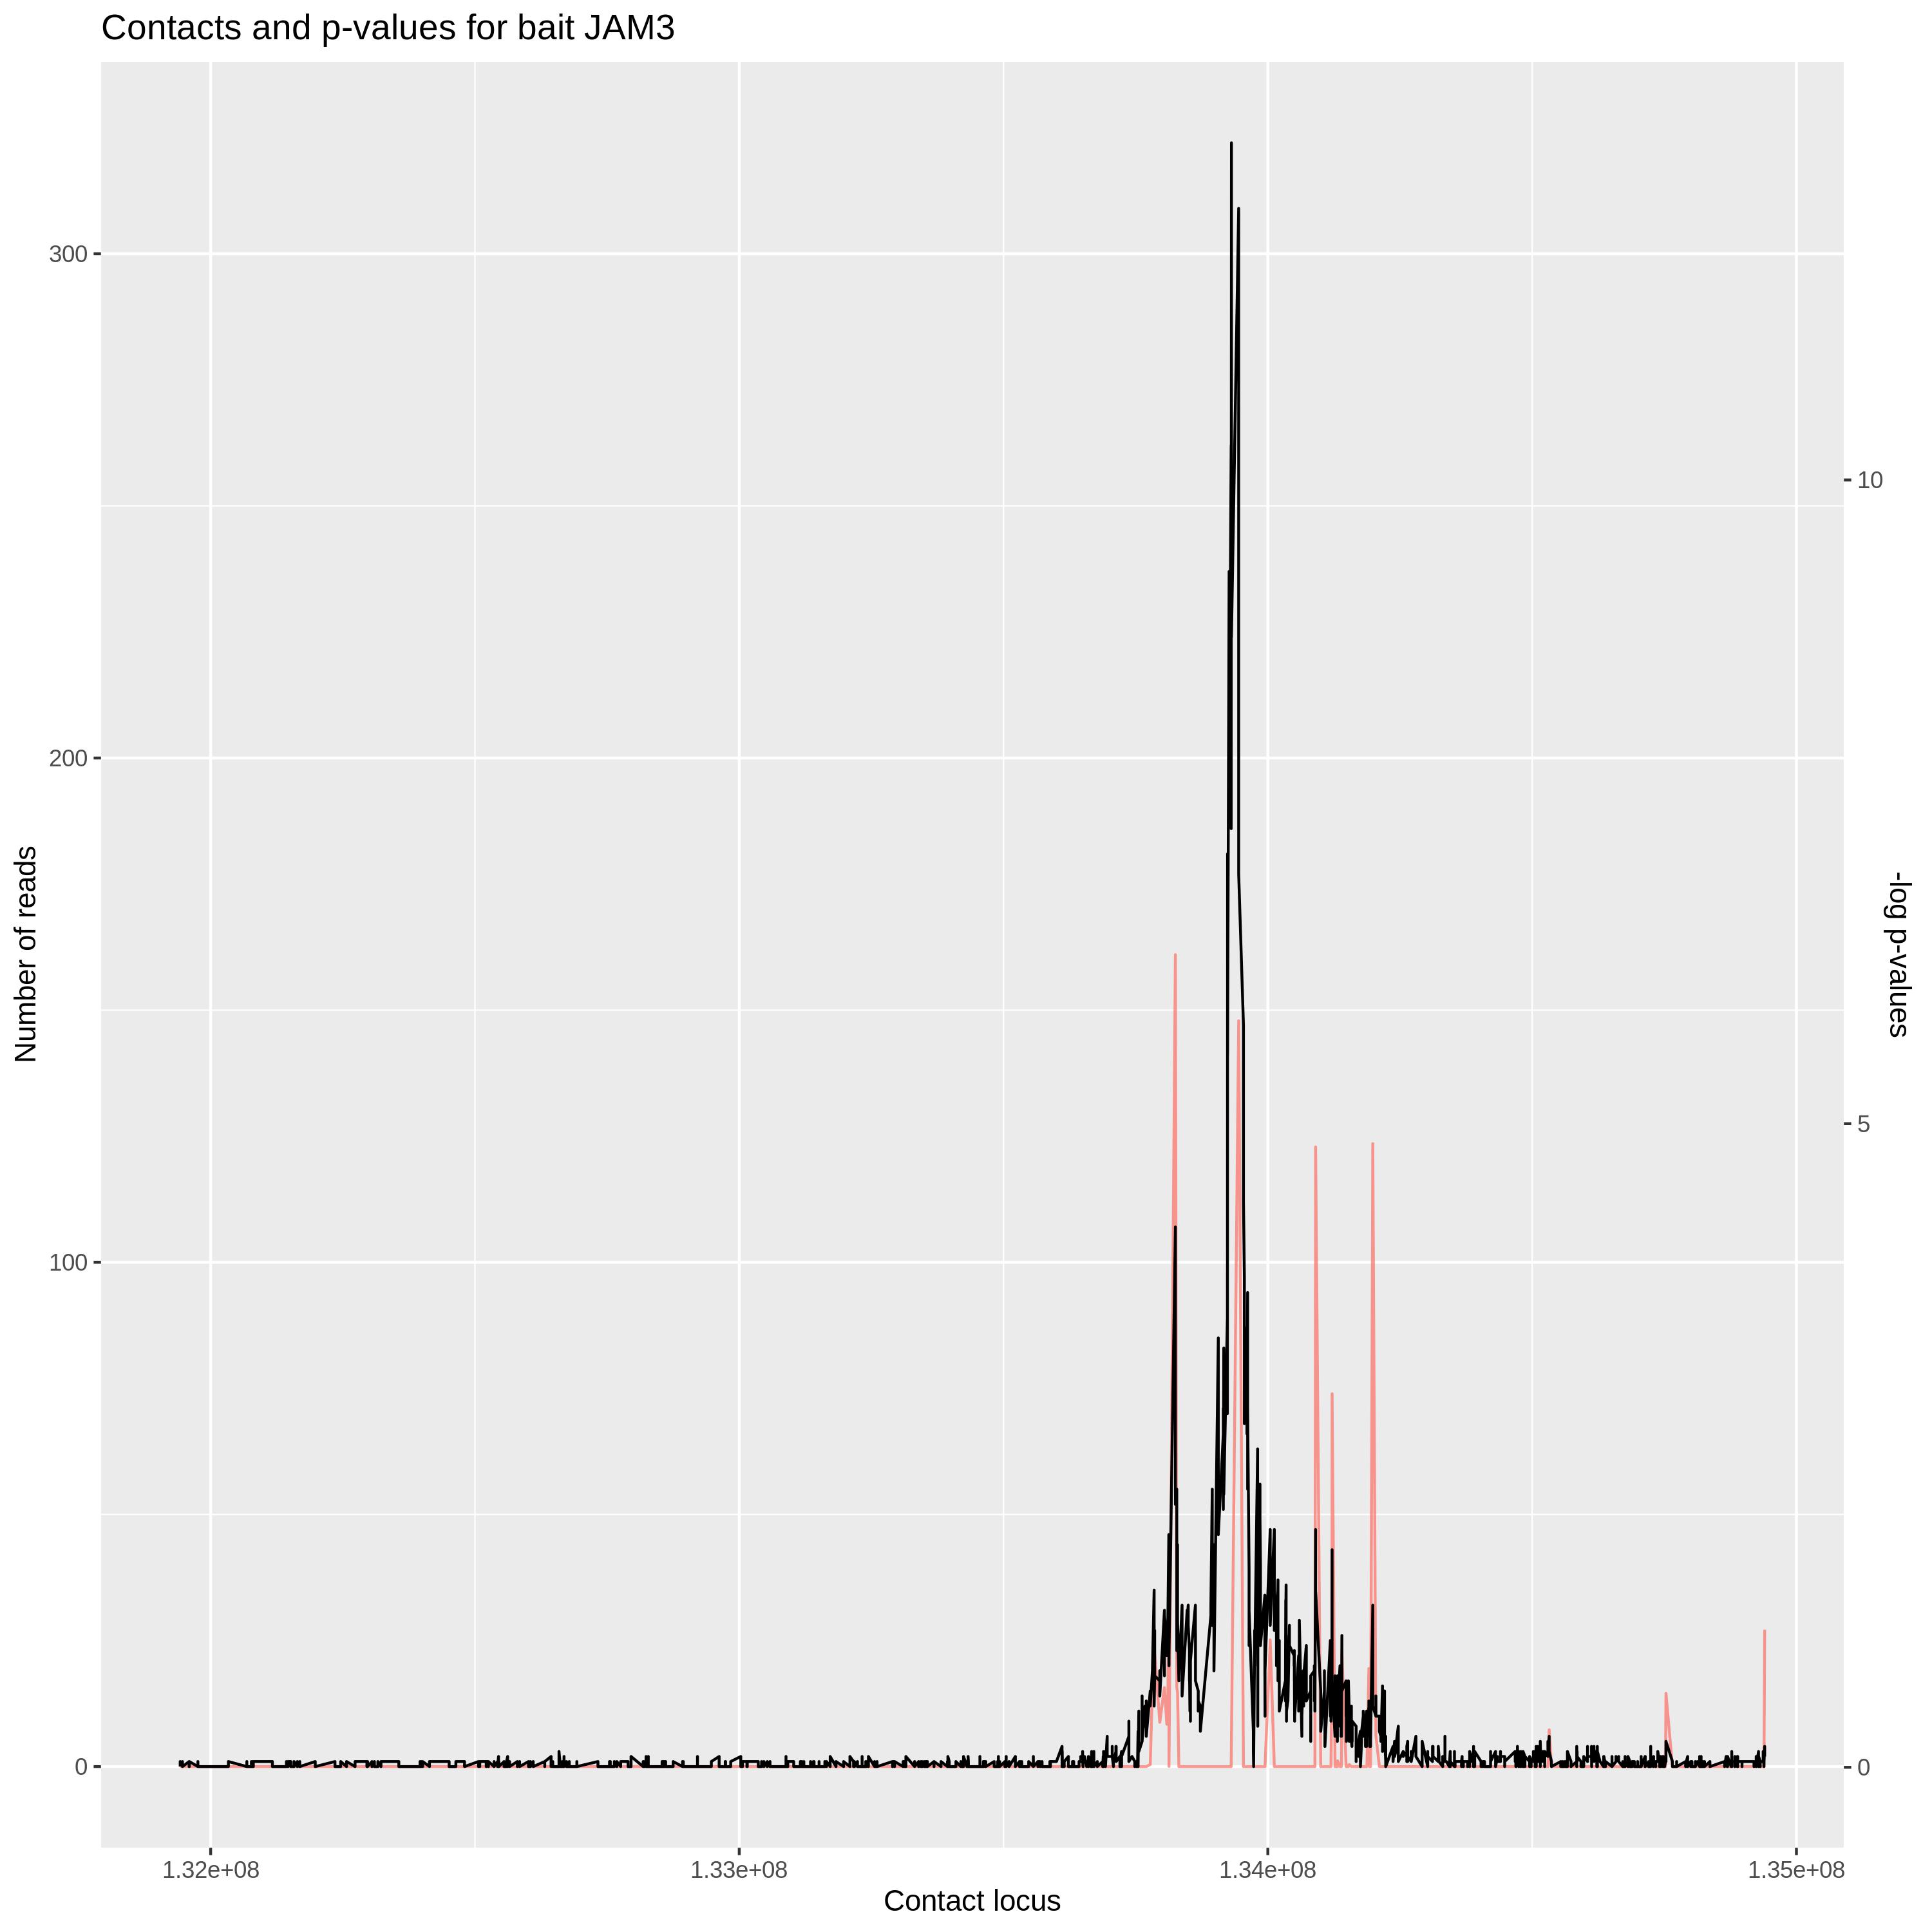 Contacts and p-values for bait JAM3
300
200
100
0
Number of reads
10
5
0
-log p-values
1.32e+08
1.33e+08
1.34e+08
1.35e+08
Contact locus